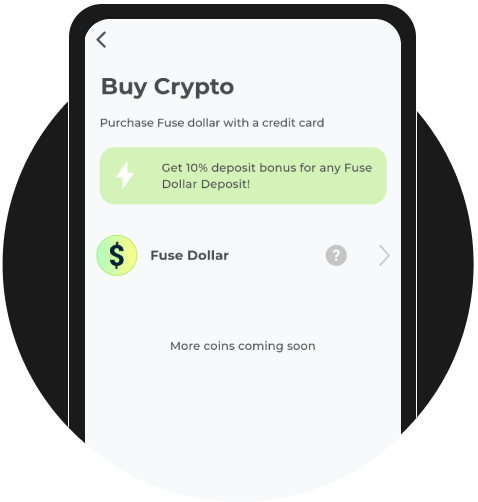 Buy Crypto
Purchase Fuse dollar with a credit card
Get 10% deposit bonus for any Fuse
Dollar Deposit!
$ Fuse Dollar ?
More coins coming soon